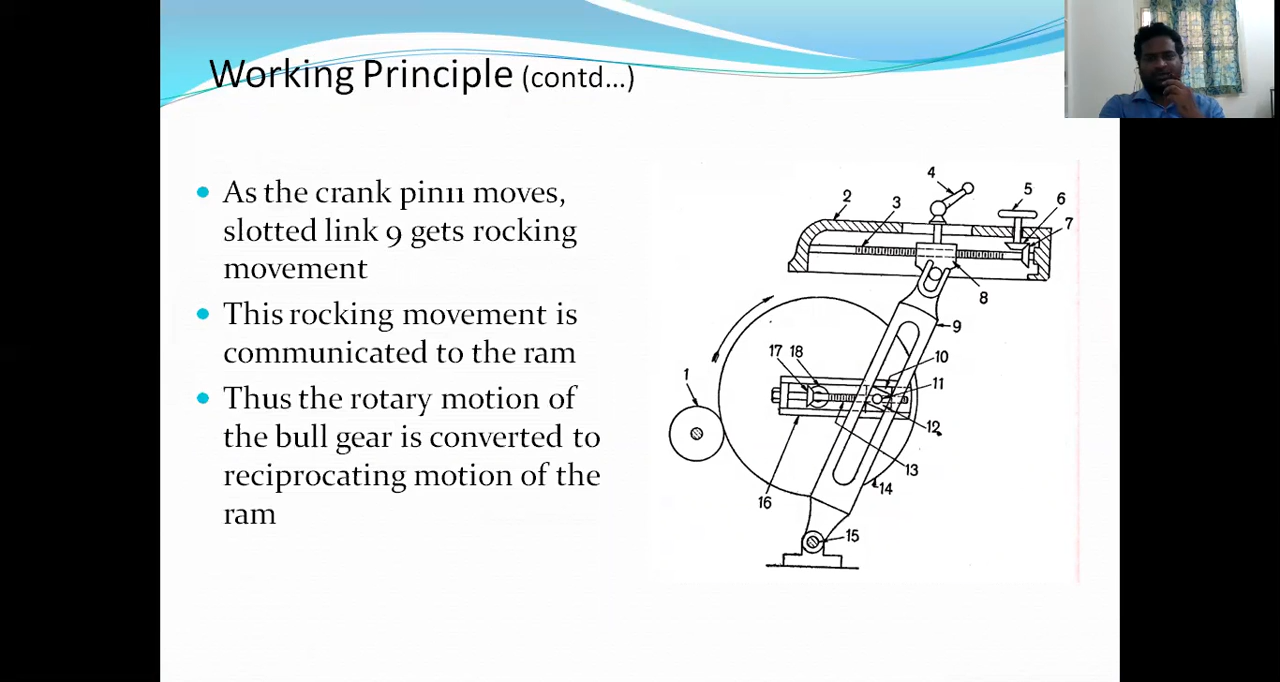 Working Principle (contd...)
As the crank pin11 moves,
slotted link 9 gets rocking
movement
This rocking movement is
communicated to the ram
Thus the rotary motion of
the bull gear is converted to
reciprocating motion of the
ram
4
5
2
3
6
7
8
9
17 18
10
1
11
12
13
16
14
15